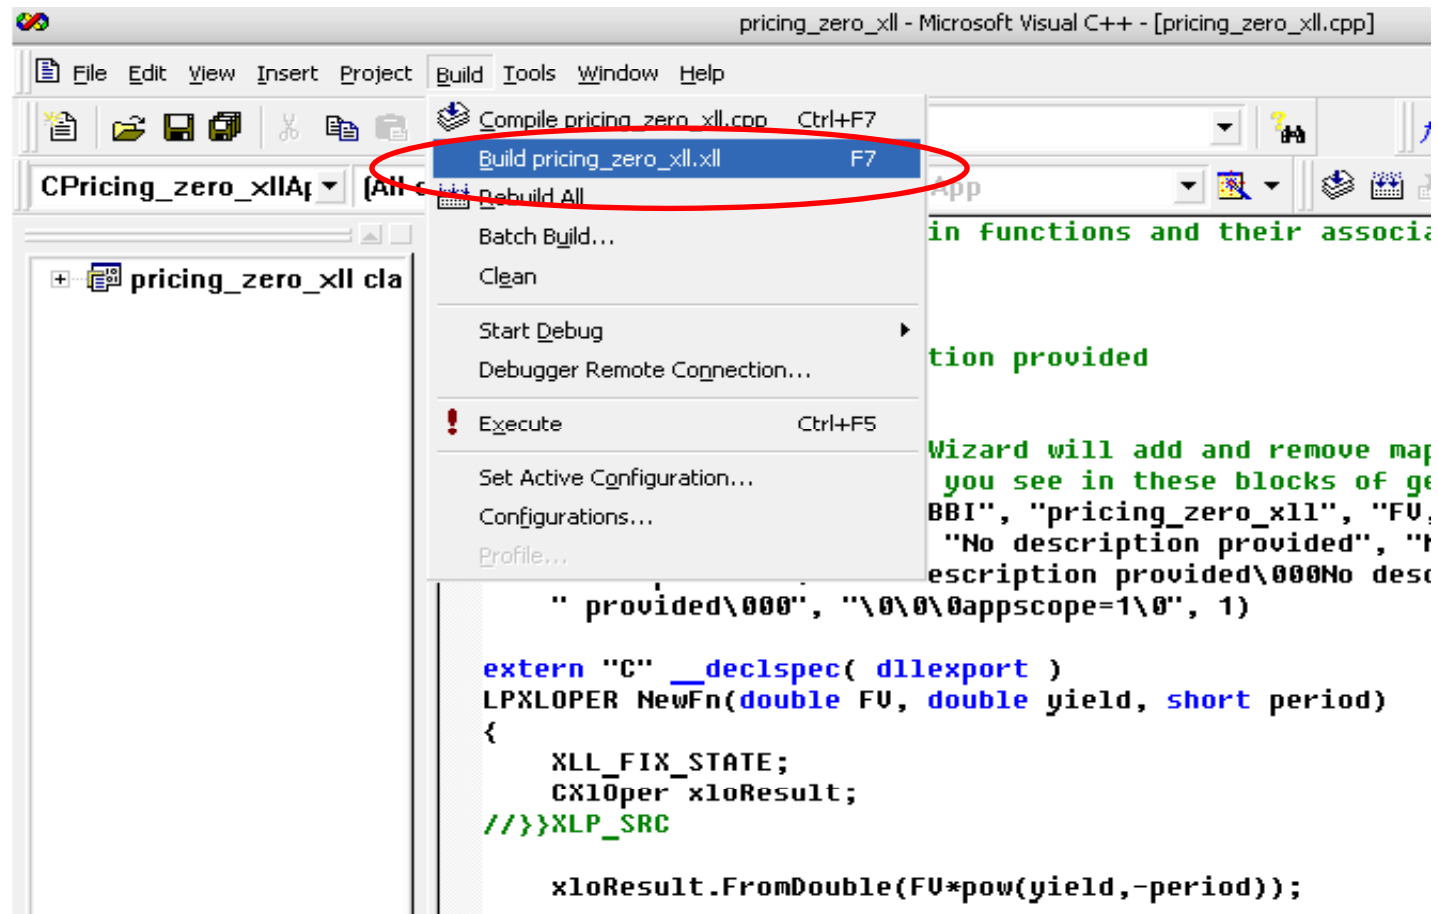 pricing_zero_xll - Microsoft Visual C++ - [pricing_zero_xll.cpp]
File Edit View Insert Project Build Tools Window Help
Compile pricing_zero_xll.cpp Ctrl+F7
Build pricing_zero_xll.xll F7
CPricing_zero_xllAp (All c
Rebuild All
App
Batch Build...
Clean
Start Debug
Debugger Remote Connection...
Execute Ctrl+F5
Set Active Configuration...
Configurations...
Profile...
pricing_zero_xll cla
in functions and their associa
tion provided
Wizard will add and remove map
you see in these blocks of ge
BBI", "pricing_zero_xll", "FV,
"No description provided", "
escription provided\000No desc
" provided\000", "\0\0\0appscope=1\0", 1)
extern "C" __declspec( dllexport )
LPXLOPER NewFn(double FV, double yield, short period)
{
XLL_FIX_STATE;
CXlOper xloResult;
//}}XLP_SRC
xloResult.FromDouble(FV*pow(yield,-period));